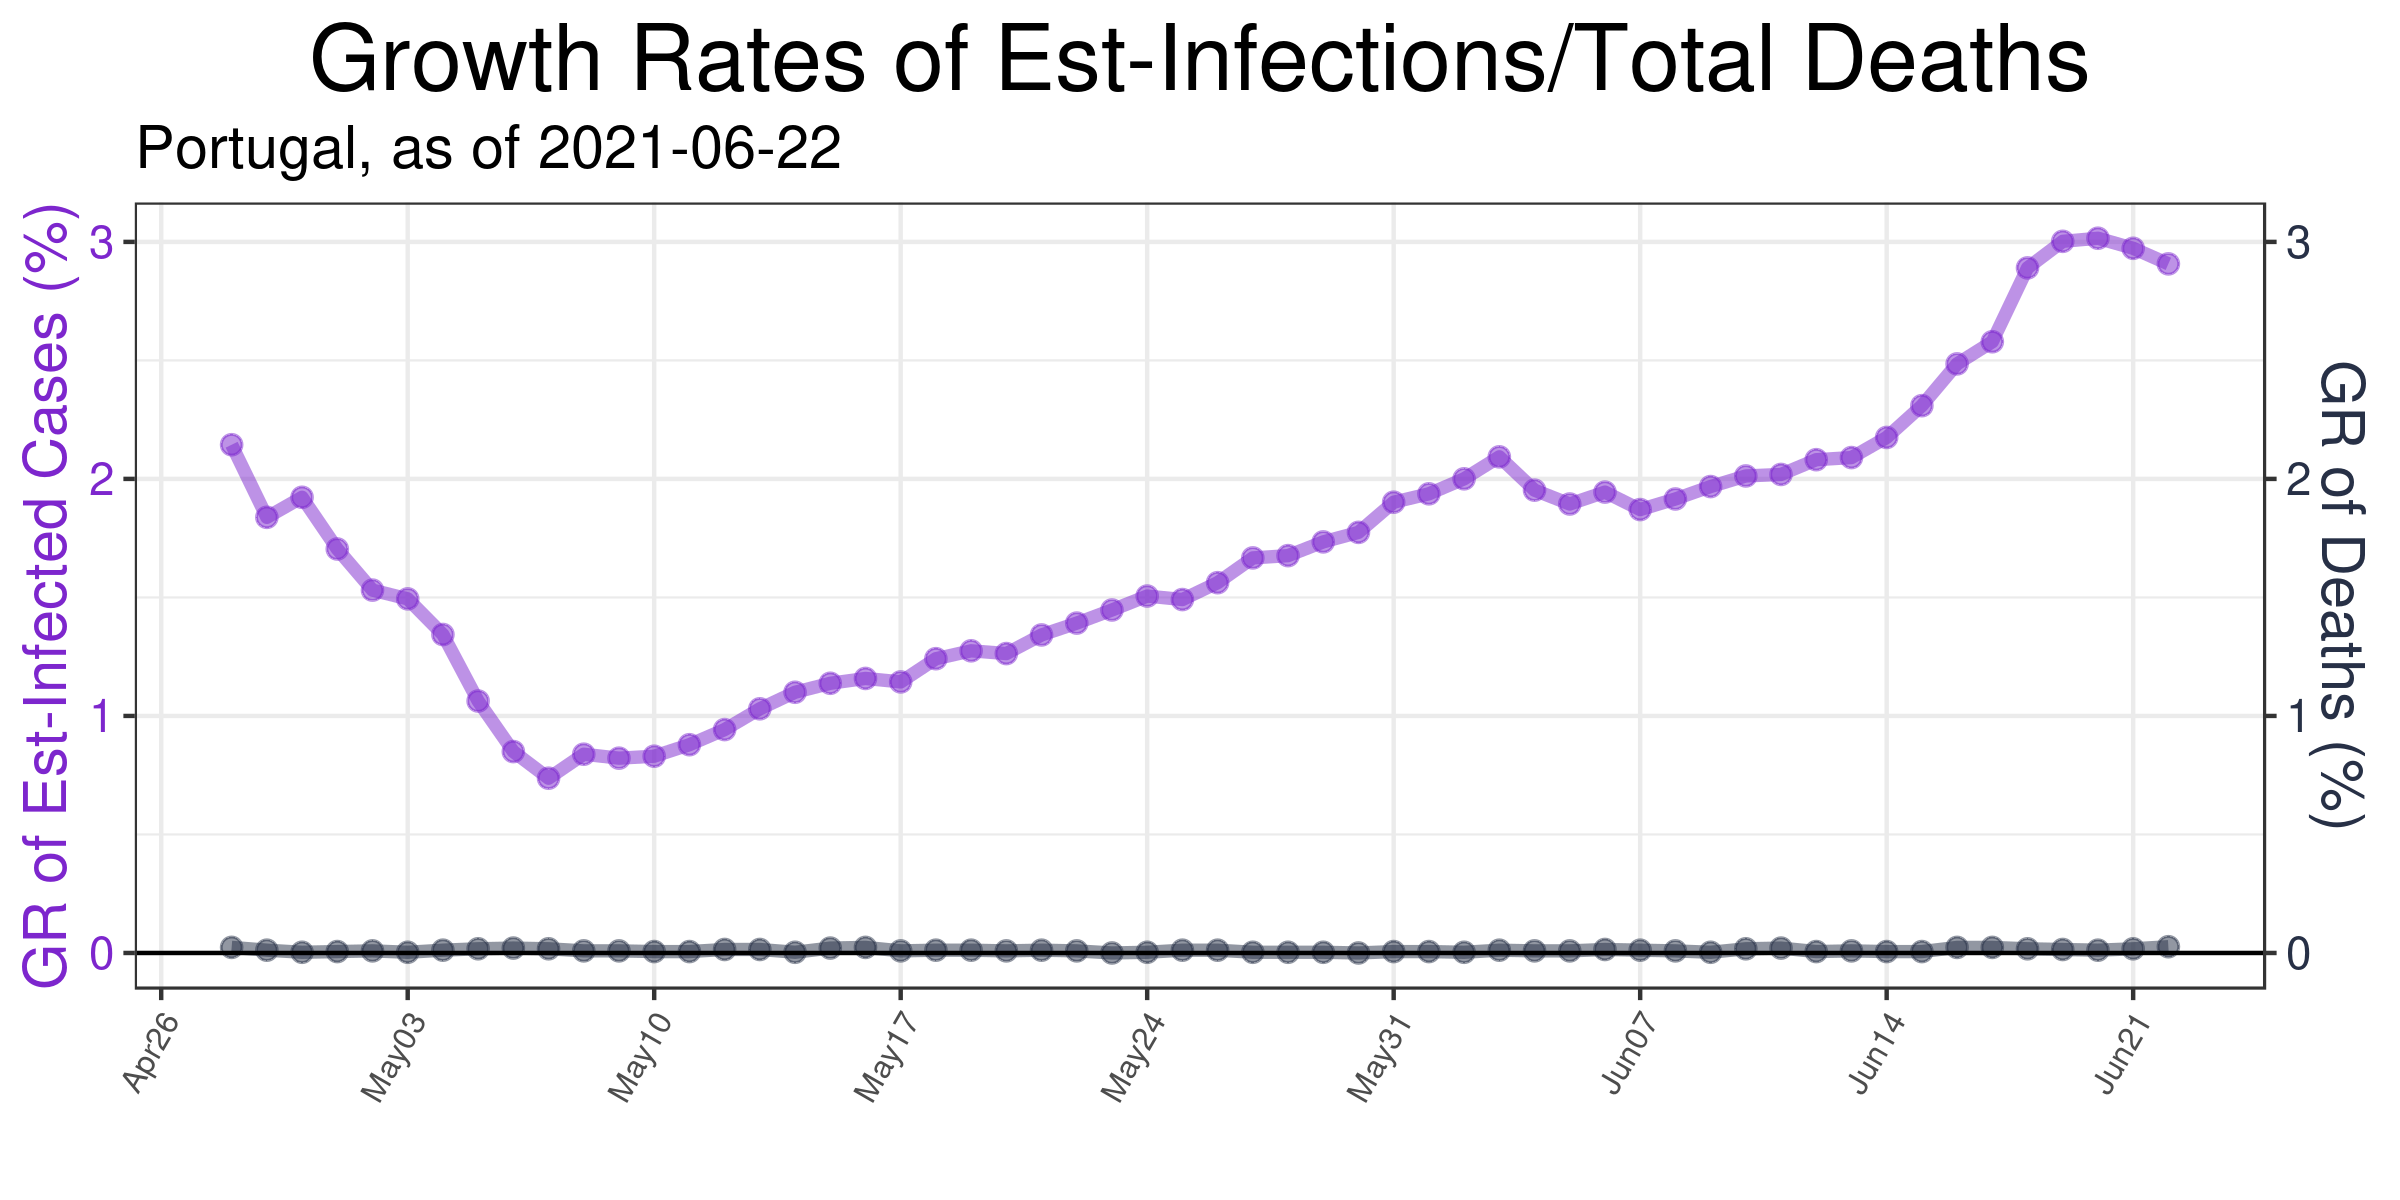 Growth Rates of Est-Infections/Total Deaths
Portugal, as of 2021-06-22
GR of Est-Infected Cases (%)
3
2
1
0
3
2
1
0
GR of Deaths (%)
Apr26
May03
May10
May17
May24
May31
Jun07
Jun14
Jun21